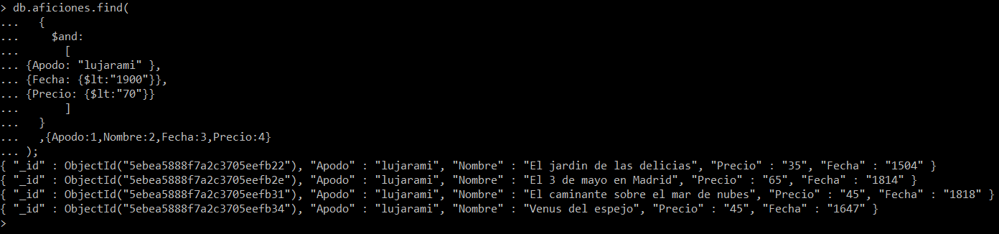 > db.aficiones.find(
...   {
...     $and:
...       [
... {Apodo: "lujarami" },
... {Fecha: {$lt:"1900"}},
... {Precio: {$lt:"70"}}
...       ]
...   }
...   ,{Apodo:1,Nombre:2,Fecha:3,Precio:4}
... );
{ "_id" : ObjectId("5ebea5888f7a2c3705eefb22"), "Apodo" : "lujarami", "Nombre" : "El jardin de las delicias", "Precio" : "35", "Fecha" : "1504" }
{ "_id" : ObjectId("5ebea5888f7a2c3705eefb2e"), "Apodo" : "lujarami", "Nombre" : "El 3 de mayo en Madrid", "Precio" : "65", "Fecha" : "1814" }
{ "_id" : ObjectId("5ebea5888f7a2c3705eefb31"), "Apodo" : "lujarami", "Nombre" : "El caminante sobre el mar de nubes", "Precio" : "45", "Fecha" : "1818" }
{ "_id" : ObjectId("5ebea5888f7a2c3705eefb34"), "Apodo" : "lujarami", "Nombre" : "Venus del espejo", "Precio" : "45", "Fecha" : "1647" }
>